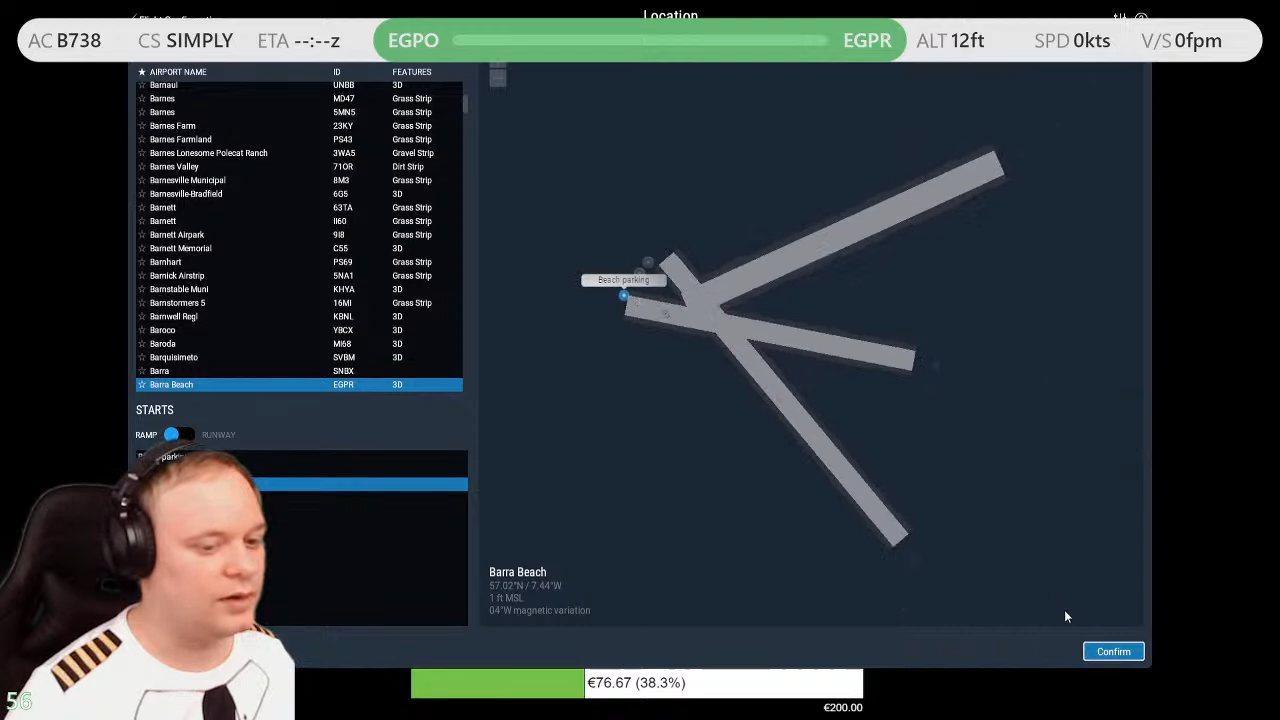 Location
AC B738 CS SIMPLY ETA --:--z EGPO EGPR ALT 12ft SPD 0kts V/S 0fpm
★ AIRPORT NAME ID FEATURES
☆ Barnaul UNBB 3D
☆ Barnes MD47 Grass Strip
☆ Barnes 5MN5 Grass Strip
☆ Barnes Farm 23KY Grass Strip
☆ Barnes Farmland PS43 Grass Strip
☆ Barnes Lonesome Polecat Ranch 3WA5 Gravel Strip
☆ Barnes Valley 71OR Dirt Strip
☆ Barnesville Municipal 8M3 Grass Strip
☆ Barnesville-Bradfield 6G5 3D
☆ Barnett 63TA Grass Strip
☆ Barnett II60 Grass Strip
☆ Barnett Airpark 9I8 Grass Strip
☆ Barnett Memorial C55 3D
☆ Barnhart PS69 Grass Strip
☆ Barnick Airstrip 5NA1 Grass Strip
☆ Barnstable Muni KHYA 3D
☆ Barnstormers 5 16MI Grass Strip
☆ Barnwell Regl KBNL 3D
☆ Baroco YBCX 3D
☆ Baroda MI68 3D
☆ Barquisimeto SVBM 3D
☆ Barra SNBX
☆ Barra Beach EGPR 3D
STARTS
RAMP RUNWAY
parking
Beach parking
Barra Beach
57.02°N / 7.44°W
1 ft MSL
04°W magnetic variation
Confirm
€76.67 (38.3%)
€200.00
56